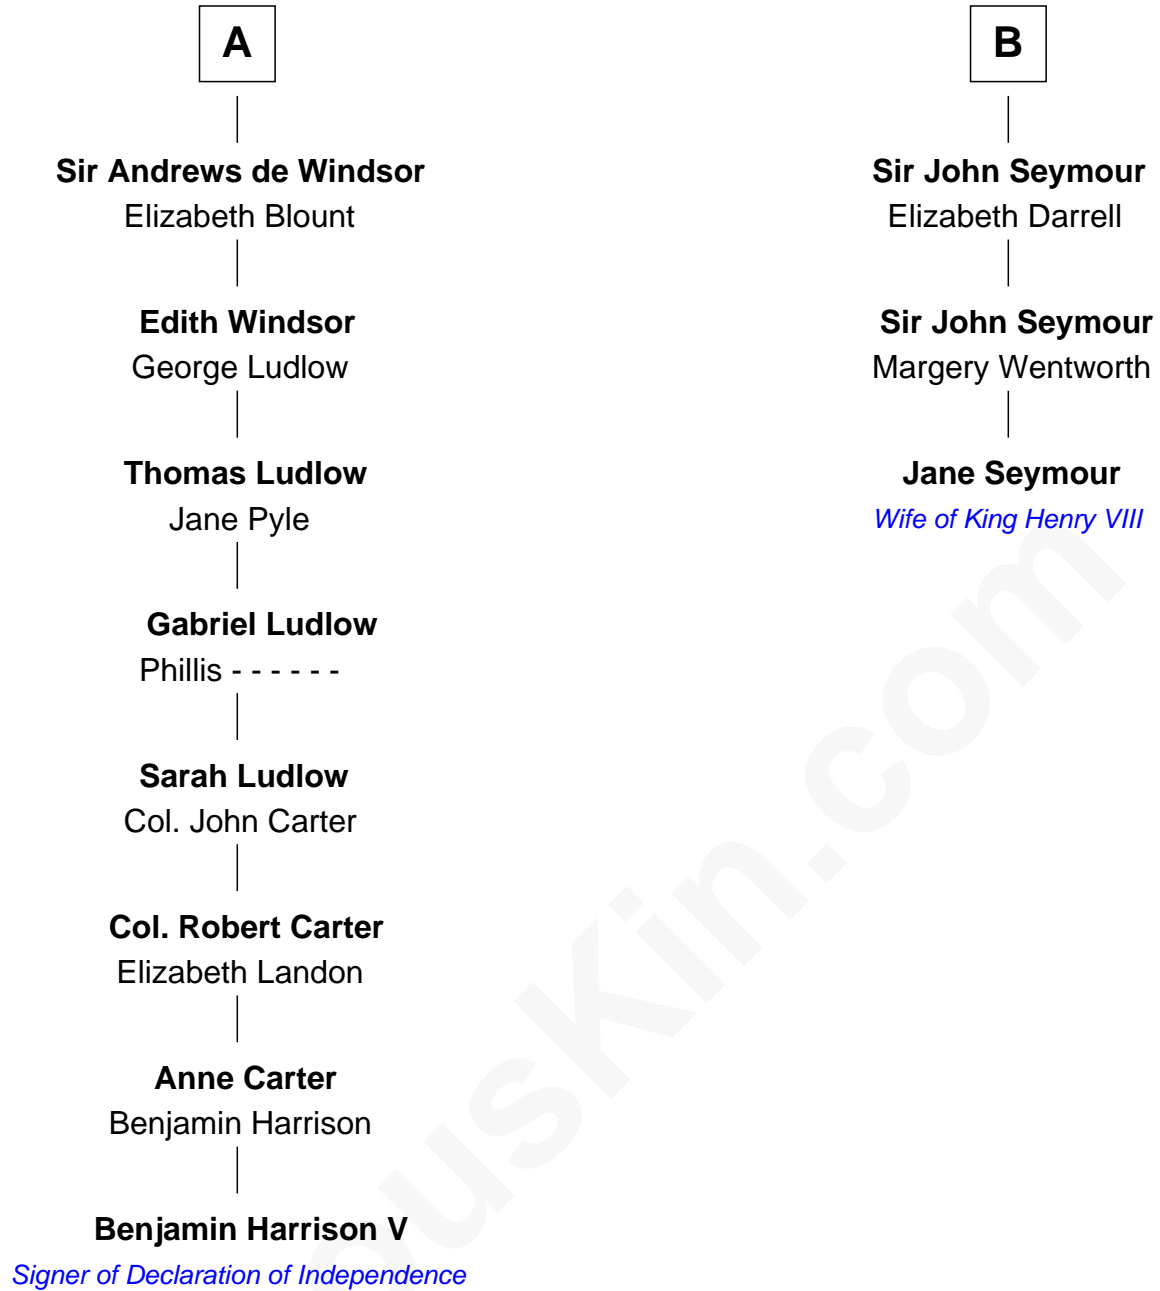 A
Sir Andrews de Windsor
Elizabeth Blount
Edith Windsor
George Ludlow
Thomas Ludlow
Jane Pyle
Gabriel Ludlow
Phillis - - - - - -
Sarah Ludlow
Col. John Carter
Col. Robert Carter
Elizabeth Landon
Anne Carter
Benjamin Harrison
Benjamin Harrison V
Signer of Declaration of Independence
B
Sir John Seymour
Elizabeth Darrell
Sir John Seymour
Margery Wentworth
Jane Seymour
Wife of King Henry VIII
ousKin.com